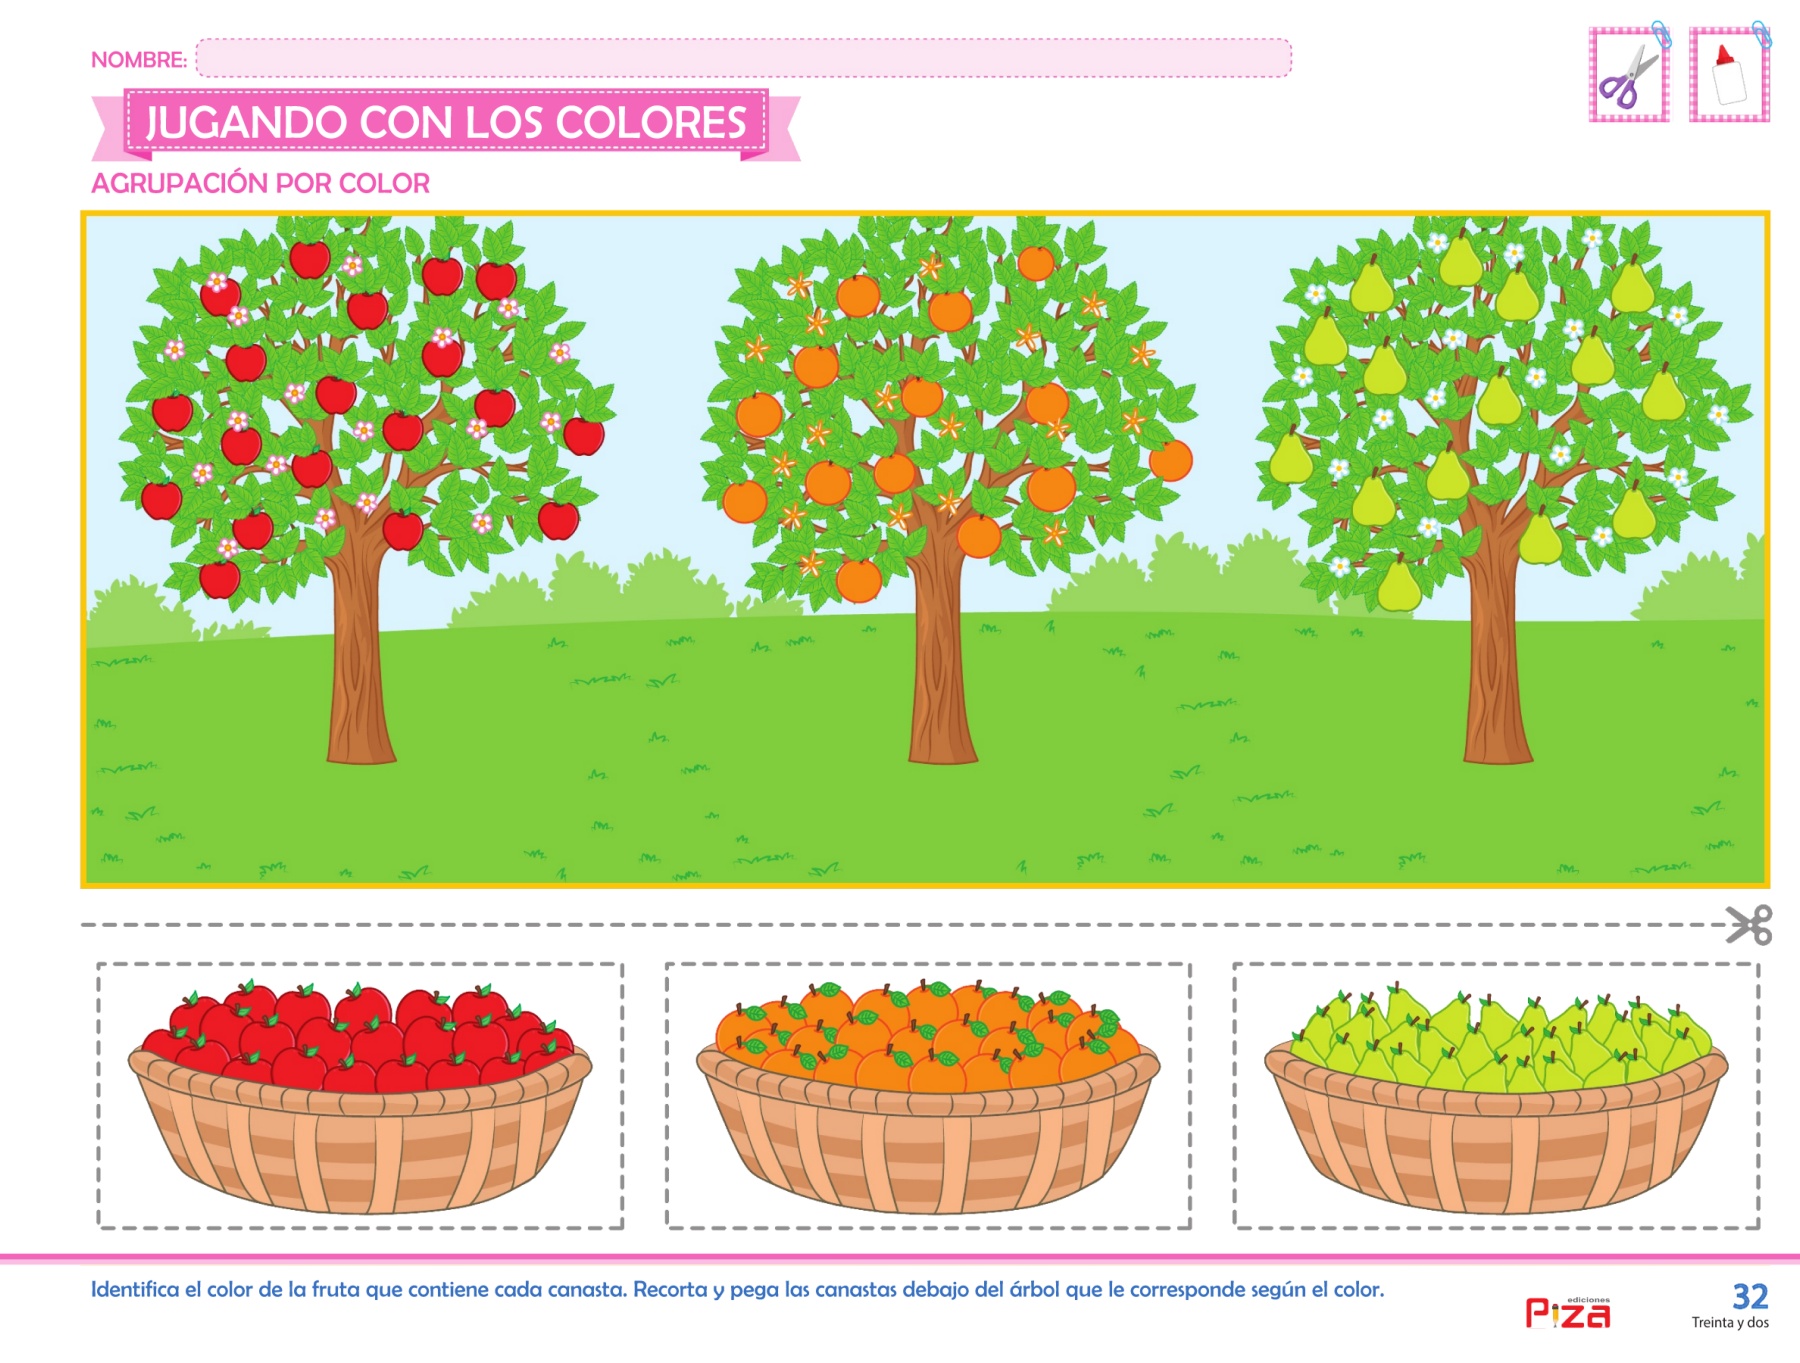 NOMBRE:
JUGANDO CON LOS COLORES
AGRUPACIÓN POR COLOR
Identifica el color de la fruta que contiene cada canasta. Recorta y pega las canastas debajo del árbol que le corresponde según el color.
ediciones
Piza
32
Treinta y dos